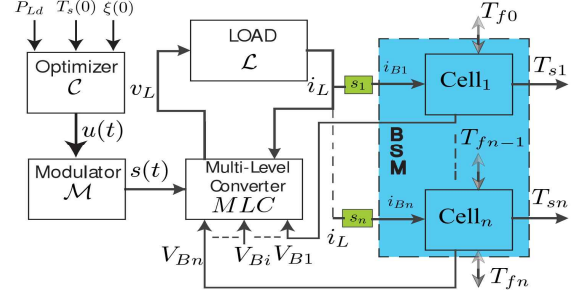 P_{Ld} T_s(0) ξ(0)
Optimizer
C
u(t)
Modulator
M
s(t)
LOAD
L
v_L
i_L
Multi-Level
Converter
MLC
V_{Bn} V_{Bi} V_{B1}
s_1
i_{B1}
Cell_1
T_{f0}
T_{s1}
BSM
T_{fn-1}
s_n
i_L
i_{Bn}
Cell_n
T_{sn}
T_{fn}